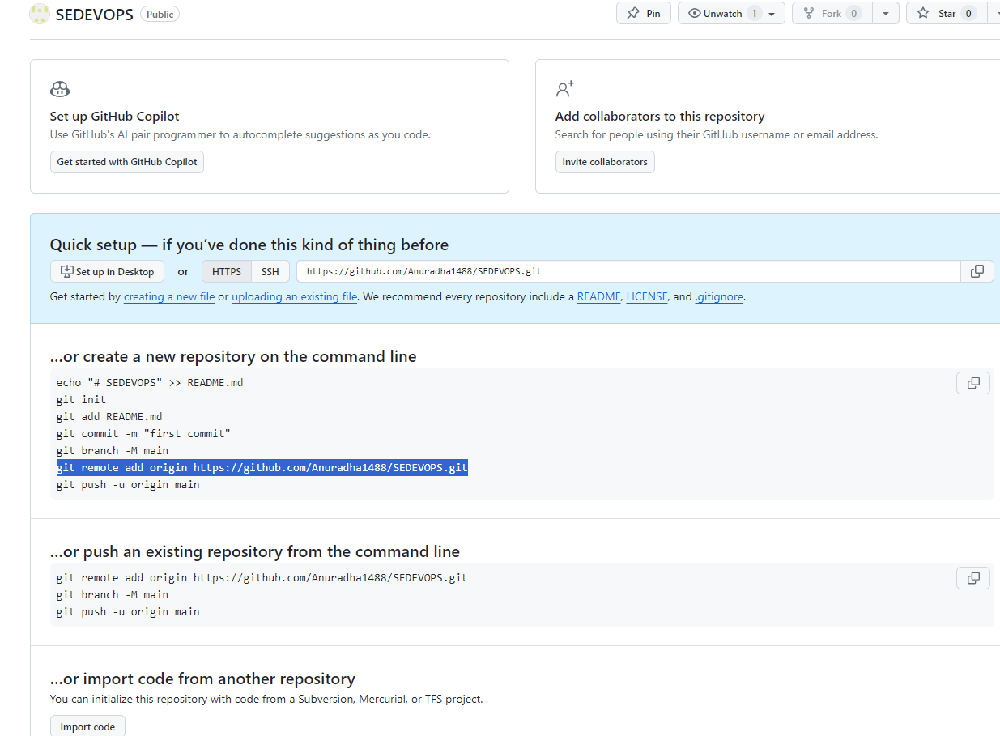 SEDEVOPS Public Pin Unwatch 1 Fork 0 Star 0
Set up GitHub Copilot
Use GitHub's AI pair programmer to autocomplete suggestions as you code.
Get started with GitHub Copilot
Add collaborators to this repository
Search for people using their GitHub username or email address.
Invite collaborators
Quick setup — if you’ve done this kind of thing before
Set up in Desktop or HTTPS SSH https://github.com/Anuradha1488/SEDEVOPS.git
Get started by creating a new file or uploading an existing file. We recommend every repository include a README, LICENSE, and .gitignore.
…or create a new repository on the command line
echo "# SEDEVOPS" >> README.md
git init
git add README.md
git commit -m "first commit"
git branch -M main
git remote add origin https://github.com/Anuradha1488/SEDEVOPS.git
git push -u origin main
…or push an existing repository from the command line
git remote add origin https://github.com/Anuradha1488/SEDEVOPS.git
git branch -M main
git push -u origin main
…or import code from another repository
You can initialize this repository with code from a Subversion, Mercurial, or TFS project.
Import code